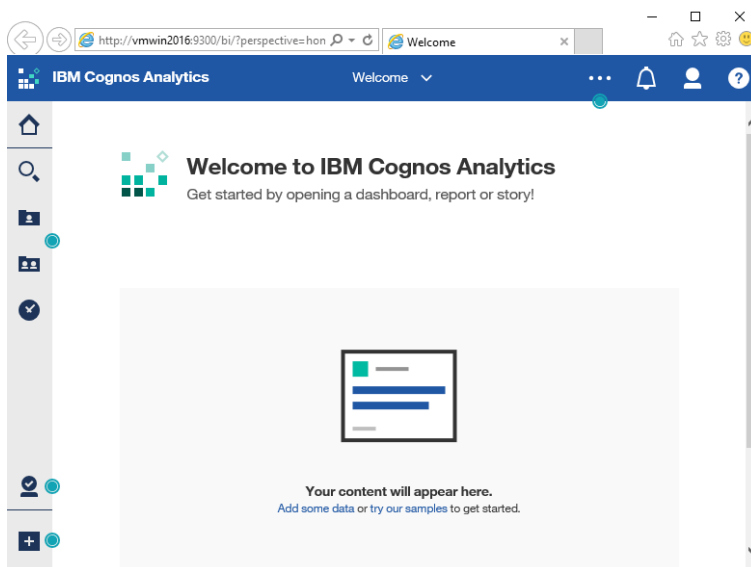 http://vmwin2016:9300/bi/?perspective=hon
Welcome
IBM Cognos Analytics
Welcome
?
Welcome to IBM Cognos Analytics
Get started by opening a dashboard, report or story!
Your content will appear here.
Add some data or try our samples to get started.